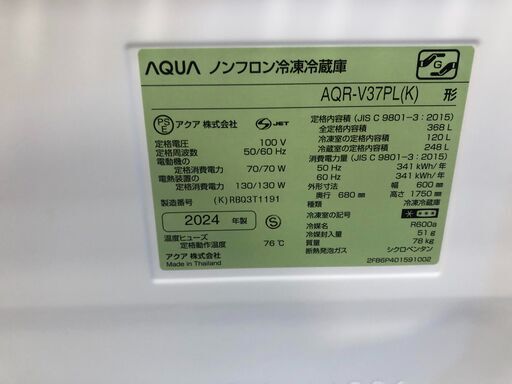 AQUA ノンフロン冷凍冷蔵庫
G
AQR-V37PL(K) 形
PS E アクア 株式会社 S JET
定格電圧 100 V
定格周波数 50/60 Hz
電動機の
定格消費電力 70/70 W
電熱装置の
定格消費電力 130/130 W
製造番号 (K)RB03T1191
2024 年製 S
温度ヒューズ
定格動作温度 76℃
アクア 株式会社
Made in Thailand
定格内容積 (JIS C 9801-3:2015)
全定格内容積 368 L
冷凍室の定格内容積 120 L
冷蔵室の定格内容積 248 L
消費電力量 (JIS C 9801-3:2015)
50 Hz 341 kWh/年
60 Hz 341 kWh/年
外形寸法 幅 600 mm
奥行 680 mm 高さ 1750 mm
種類 冷凍冷蔵庫
冷凍室の記号
冷媒名 R600a
冷媒封入量 51 g
質量 78 kg
断熱発泡ガス シクロペンタン
2FB6P401591002